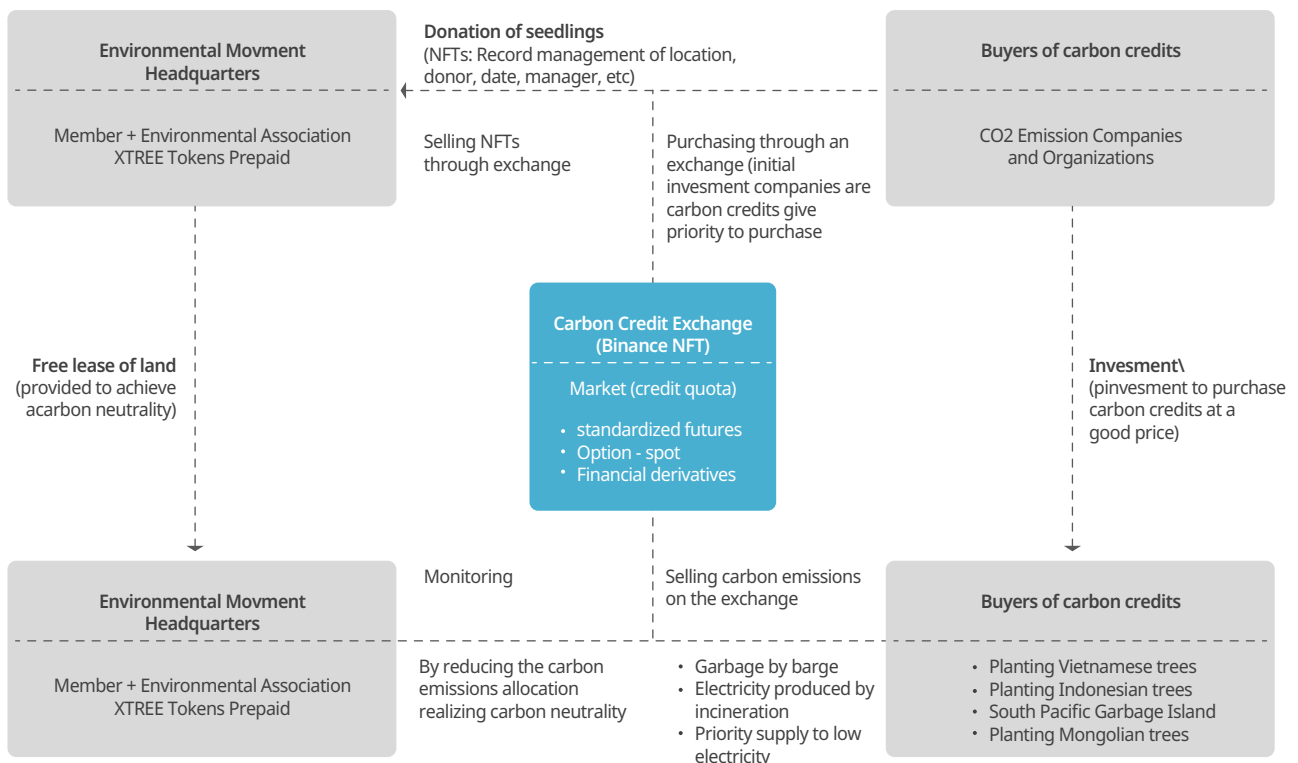 Environmental Movment
Headquarters
Member + Environmental Association
XTREE Tokens Prepaid
Donation of seedlings
(NFTs: Record management of location,
donor, date, manager, etc)
Selling NFTs
through exchange
Purchasing through an
exchange (initial
invesment companies are
carbon credits give
priority to purchase
Buyers of carbon credits
CO2 Emission Companies
and Organizations
Free lease of land
(provided to achieve
acarbon neutrality)
Carbon Credit Exchange
(Binance NFT)
Market (credit quota)
• standardized futures
• Option - spot
• Financial derivatives
Invesment\
(pinvesment to purchase
carbon credits at a
good price)
Environmental Movment
Headquarters
Member + Environmental Association
XTREE Tokens Prepaid
Monitoring
By reducing the carbon
emissions allocation
realizing carbon neutrality
Selling carbon emissions
on the exchange
• Garbage by barge
• Electricity produced by
incineration
• Priority supply to low
electricity
Buyers of carbon credits
• Planting Vietnamese trees
• Planting Indonesian trees
• South Pacific Garbage Island
• Planting Mongolian trees